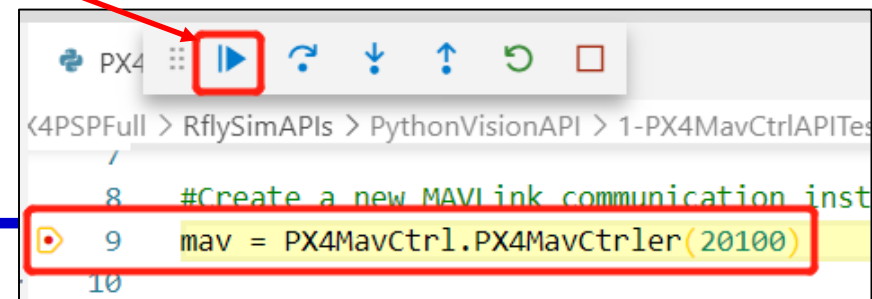 PX4
4PSPFull > RflySimAPIs > PythonVisionAPI > 1-PX4MavCtrlAPITes
7
8 #Create a new MAVLink communication inst
9 mav = PX4MavCtrl.PX4MavCtrler(20100)
10